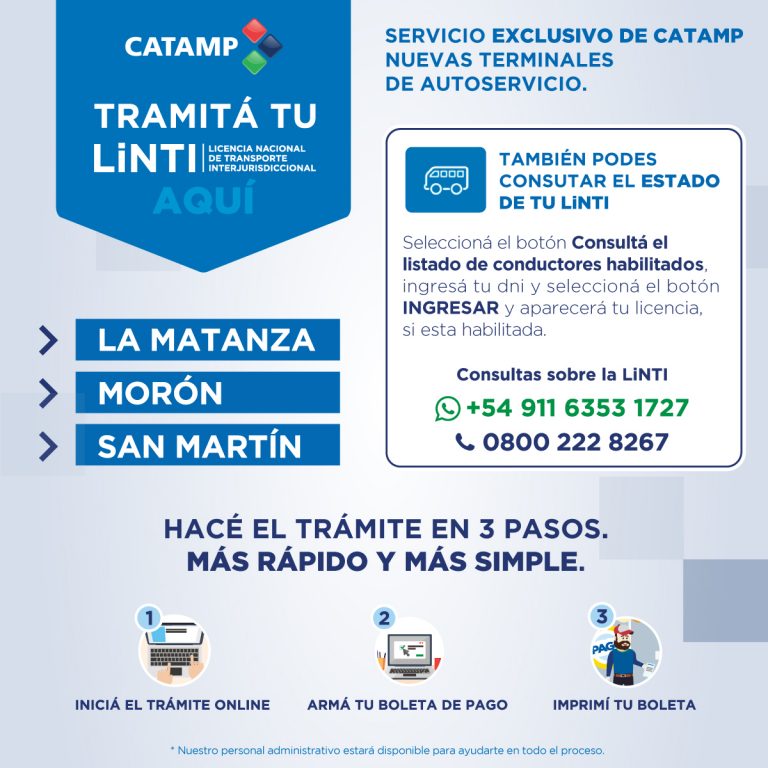 CATAMP
TRAMITÁ TU
LiNTI
LICENCIA NACIONAL
DE TRANSPORTE
INTERJURISDICCIONAL
AQUÍ
SERVICIO EXCLUSIVO DE CATAMP
NUEVAS TERMINALES
DE AUTOSERVICIO.
TAMBIÉN PODES
CONSUTAR EL ESTADO
DE TU LiNTI
Seleccioná el botón Consultá el
listado de conductores habilitados,
ingresá tu dni y seleccioná el botón
INGRESAR y aparecerá tu licencia,
si esta habilitada.
Consultas sobre la LiNTI
+54 911 6353 1727
0800 222 8267
LA MATANZA
MORÓN
SAN MARTÍN
HACÉ EL TRÁMITE EN 3 PASOS.
MÁS RÁPIDO Y MÁS SIMPLE.
1
INICIÁ EL TRÁMITE ONLINE
2
ARMÁ TU BOLETA DE PAGO
3
PAG
IMPRIMÍ TU BOLETA
* Nuestro personal administrativo estará disponible para ayudarte en todo el proceso.